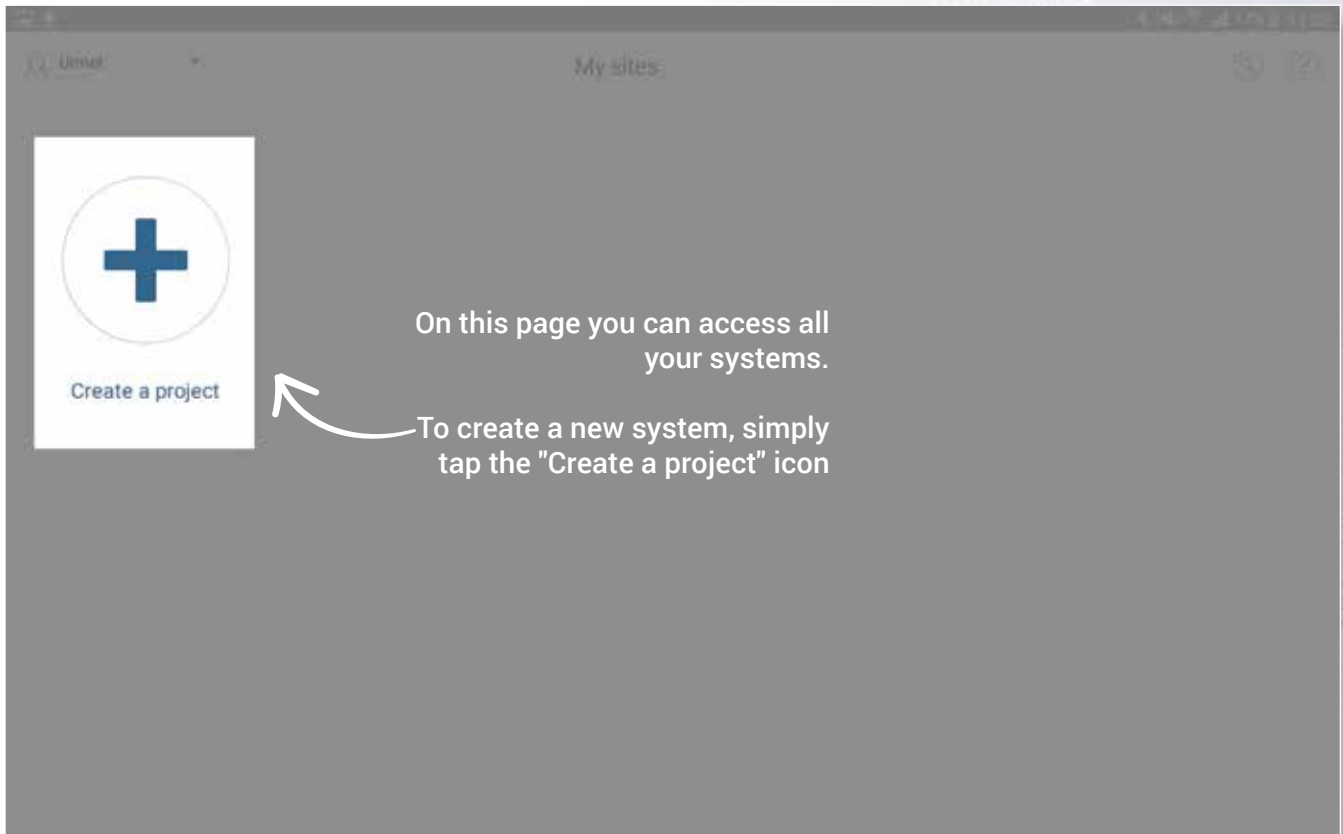 My sites
Create a project
On this page you can access all
your systems.
To create a new system, simply
tap the "Create a project" icon